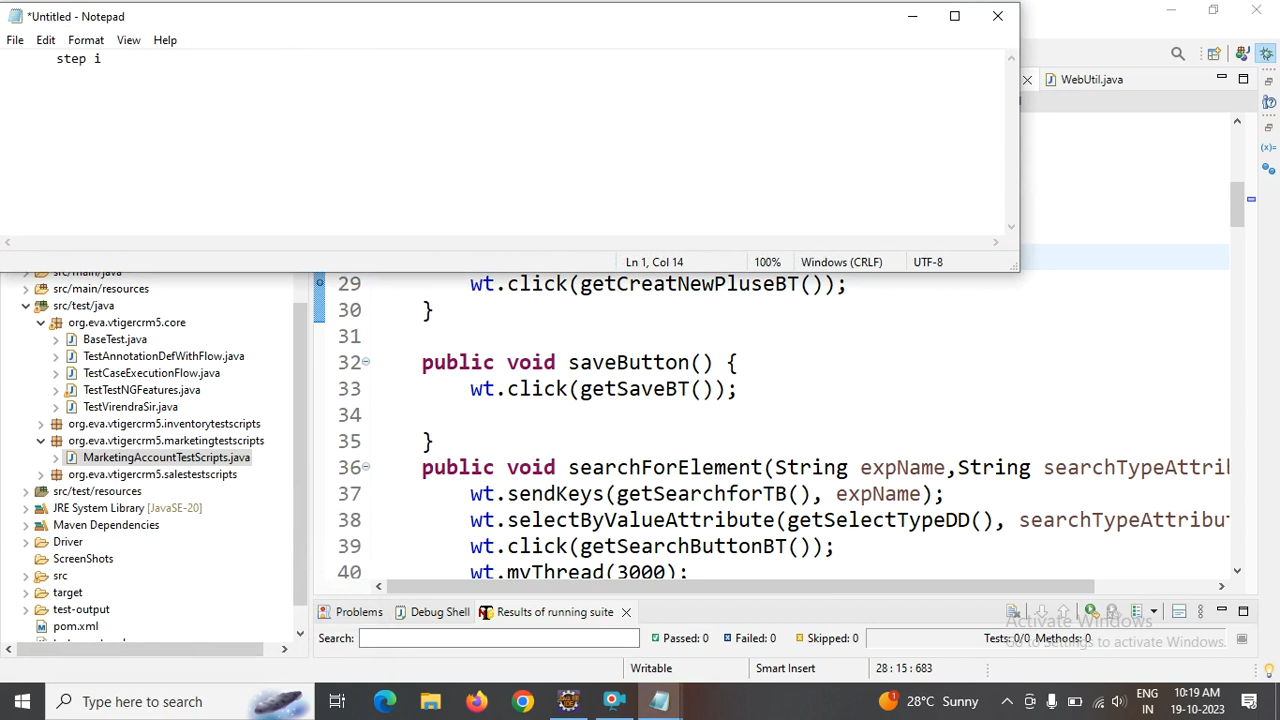 *Untitled - Notepad
File Edit Format View Help
step i
Ln 1, Col 14 100% Windows (CRLF) UTF-8
WebUtil.java
src/main/java
src/main/resources
src/test/java
org.eva.vtigercrm5.core
BaseTest.java
TestAnnotationDefWithFlow.java
TestCaseExecutionFlow.java
TestTestNGFeatures.java
TestVirendraSir.java
org.eva.vtigercrm5.inventorytestscripts
org.eva.vtigercrm5.marketingtestscripts
MarketingAccountTestScripts.java
org.eva.vtigercrm5.salestestscripts
src/test/resources
JRE System Library [JavaSE-20]
Maven Dependencies
Driver
ScreenShots
src
target
test-output
pom.xml
29 wt.click(getCreatNewPluseBT());
30 }
31
32 public void saveButton() {
33 wt.click(getSaveBT());
34
35 }
36 public void searchForElement(String expName,String searchTypeAttrib
37 wt.sendKeys(getSearchforTB(), expName);
38 wt.selectByValueAttribute(getSelectTypeDD(), searchTypeAttribut
39 wt.click(getSearchButtonBT());
40 wt.myThread(3000);
Problems Debug Shell Results of running suite
Search: Passed: 0 Failed: 0 Skipped: 0 Tests: 0/0 Methods: 0
Activate Windows
Go to Settings to activate Windows.
Writable Smart Insert 28 : 15 : 683
Type here to search
28°C Sunny
ENG
IN
10:19 AM
19-10-2023